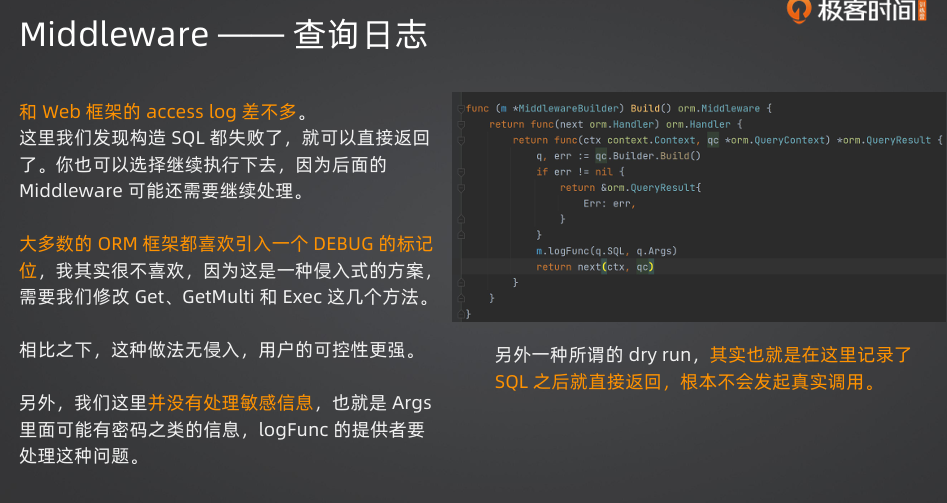 Middleware —— 查询日志
极客时间
和 Web 框架的 access log 差不多。
这里我们发现构造 SQL 都失败了，就可以直接返回
了。你也可以选择继续执行下去，因为后面的
Middleware 可能还需要继续处理。
大多数的 ORM 框架都喜欢引入一个 DEBUG 的标记
位，我其实很不喜欢，因为这是一种侵入式的方案，
需要我们修改 Get、GetMulti 和 Exec 这几个方法。
相比之下，这种做法无侵入，用户的可控性更强。
另外，我们这里并没有处理敏感信息，也就是 Args
里面可能有密码之类的信息，logFunc 的提供者要
处理这种问题。
func (m *MiddlewareBuilder) Build() orm.Middleware {
return func(next orm.Handler) orm.Handler {
return func(ctx context.Context, qc *orm.QueryContext) *orm.QueryResult {
q, err := qc.Builder.Build()
if err != nil {
return &orm.QueryResult{
Err: err,
}
}
m.logFunc(q.SQL, q.Args)
return next(ctx, qc)
}
}
}
另外一种所谓的 dry run，其实也就是在这里记录了
SQL 之后就直接返回，根本不会发起真实调用。